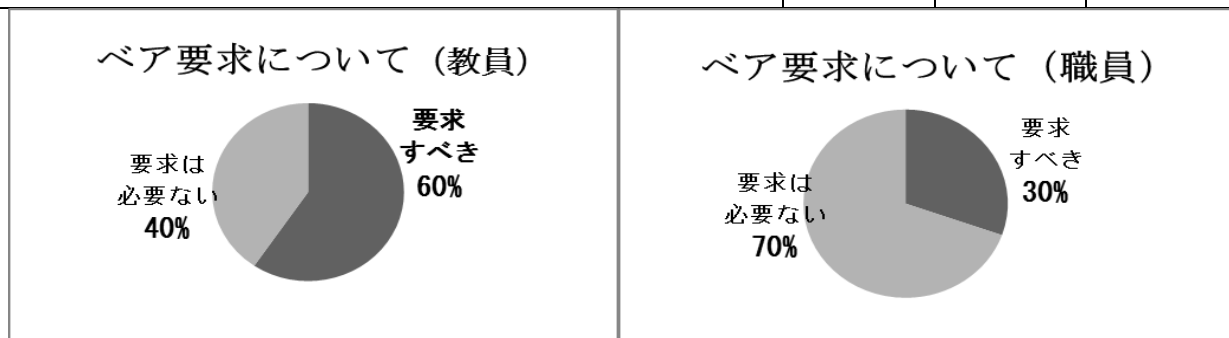 ベア要求について（教員）
要求
すべき
60%
要求は
必要ない
40%
ベア要求について（職員）
要求
すべき
30%
要求は
必要ない
70%